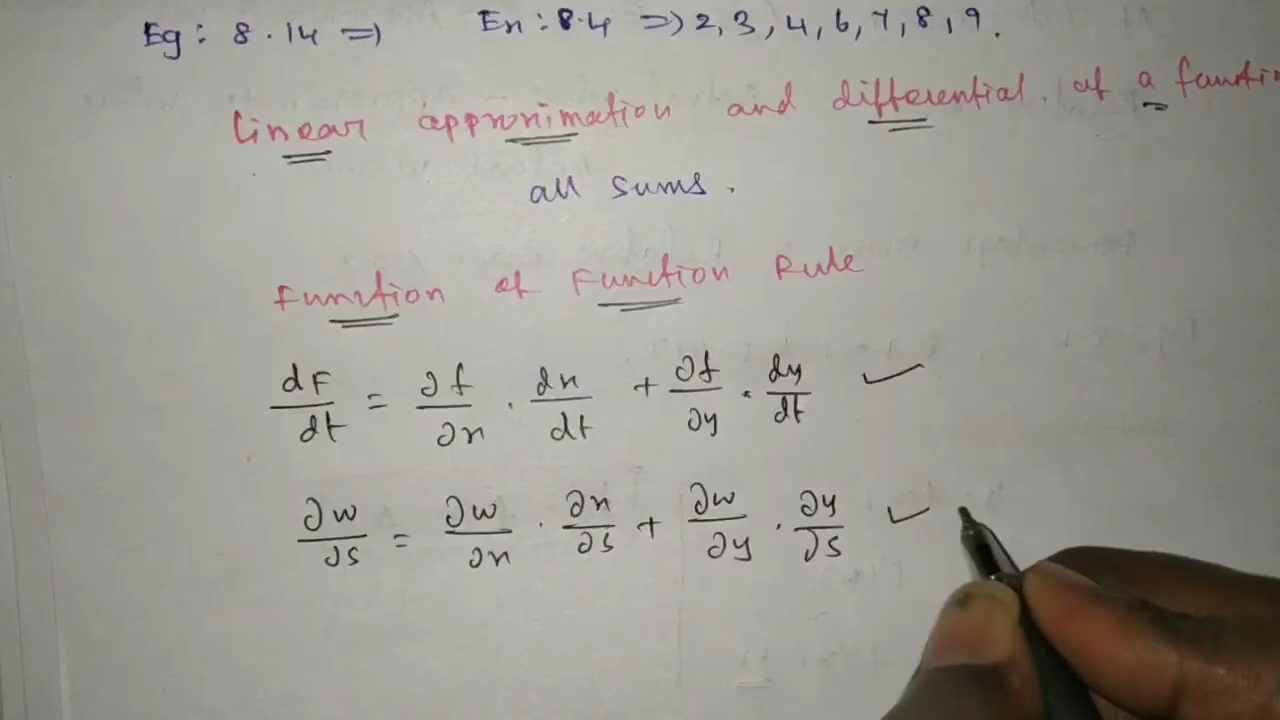 Eg: 8.14 => Ex: 8.4 => 2, 3, 4, 6, 7, 8, 9.
Linear approximation and differential of a functi
all sums.
Function of Function Rule
dF/dt = ∂f/∂x . dx/dt + ∂f/∂y . dy/dt ✓
∂w/∂s = ∂w/∂x . ∂x/∂s + ∂w/∂y . ∂y/∂s ✓